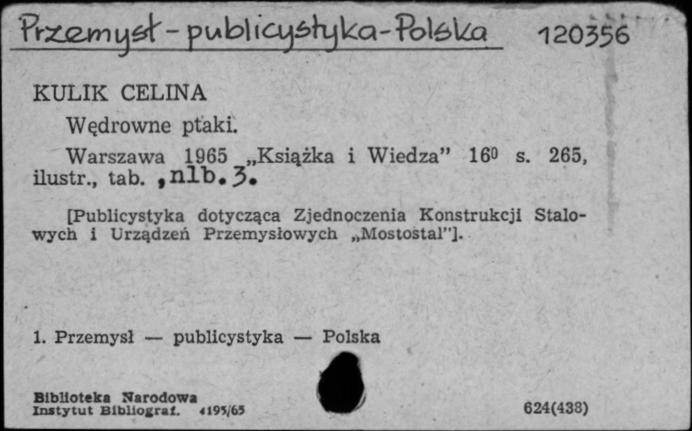 Przemysł-publicystyka-Polska 120356
KULIK CELINA
Wędrowne ptaki.
Warszawa 1965 „Książka i Wiedza” 16⁰ s. 265,
ilustr., tab. , nlb. 3.
[Publicystyka dotycząca Zjednoczenia Konstrukcji Stalo-
wych i Urządzeń Przemysłowych „Mostostal”].
1. Przemysł — publicystyka — Polska
Biblioteka Narodowa
Instytut Bibliograf. 4195/65
624(438)